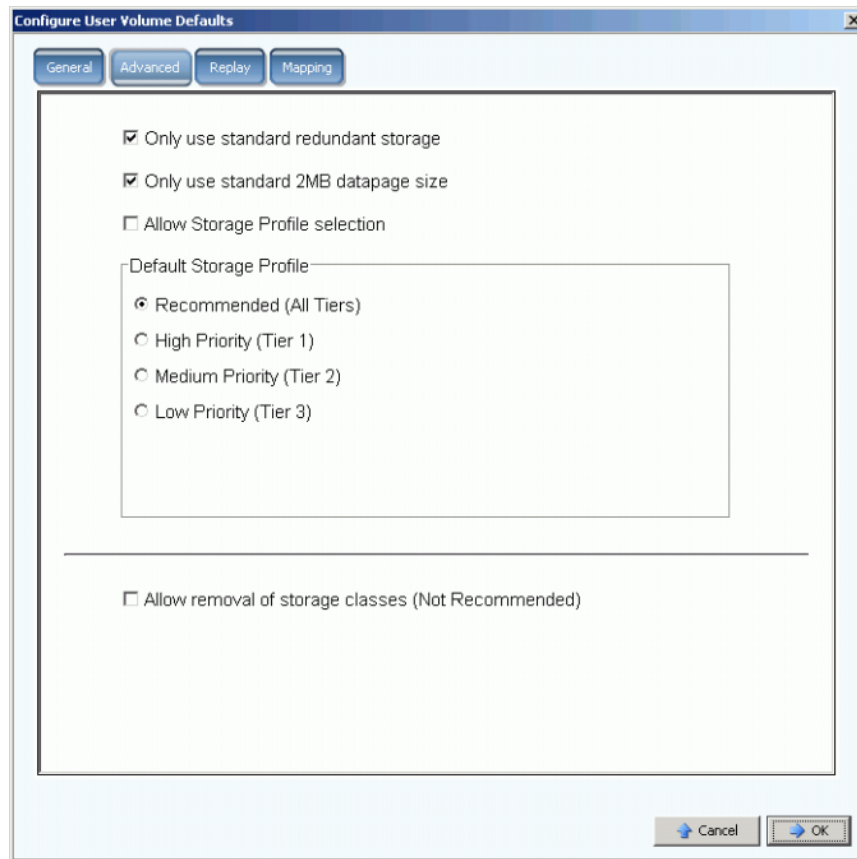 Configure User Volume Defaults
General Advanced Replay Mapping
Only use standard redundant storage
Only use standard 2MB datapage size
Allow Storage Profile selection
Default Storage Profile
Recommended (All Tiers)
High Priority (Tier 1)
Medium Priority (Tier 2)
Low Priority (Tier 3)
Allow removal of storage classes (Not Recommended)
Cancel OK